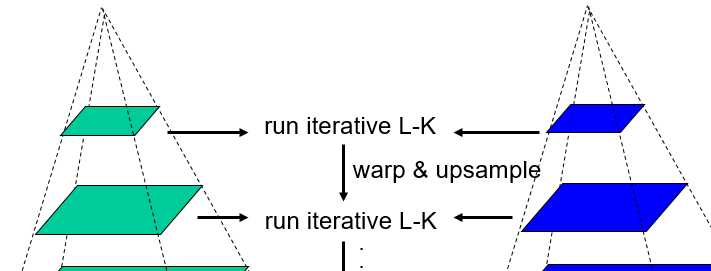 run iterative L-K
warp & upsample
run iterative L-K
.
.